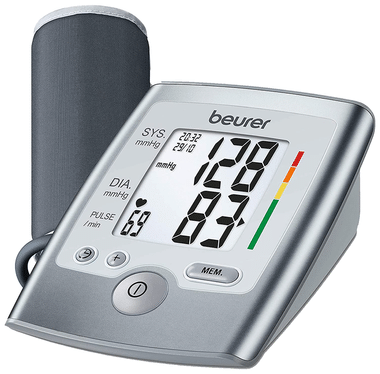 beurer
SYS.
mmHg
20:32
29/10
mmHg
128
DIA.
mmHg
83
PULSE
/min
69
+
MEM.